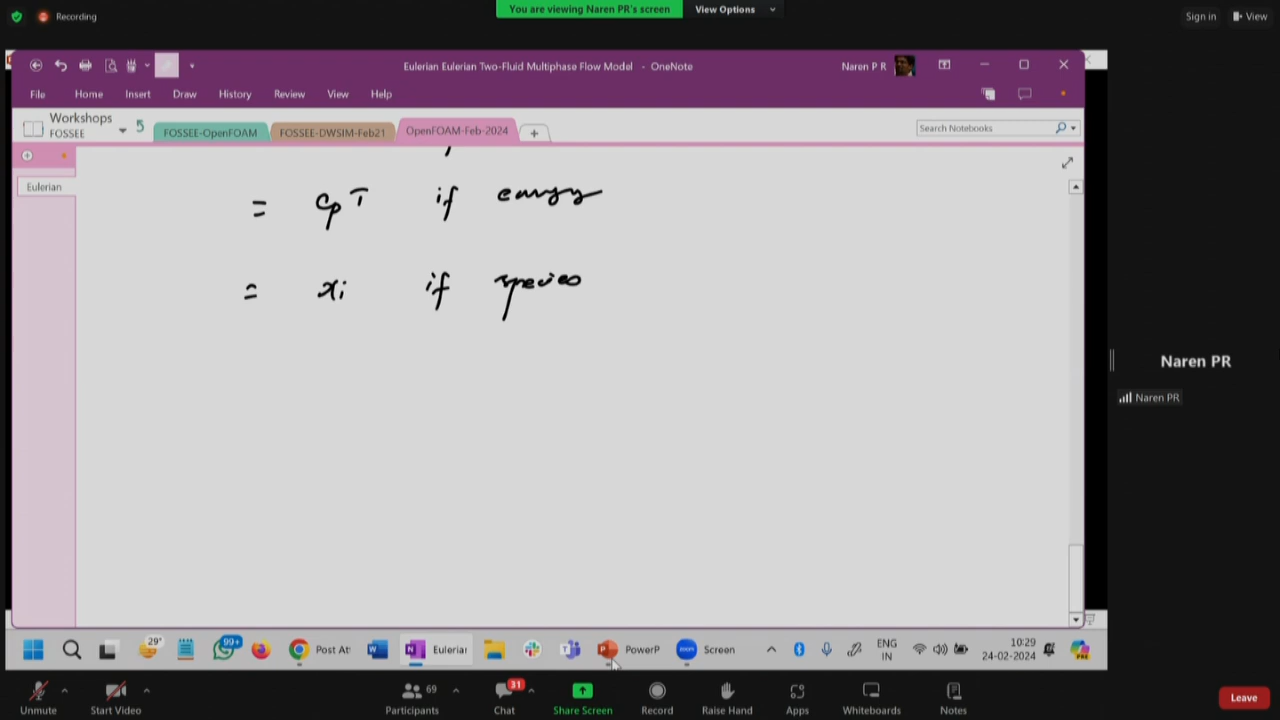 Recording
You are viewing Naren PR's screen
View Options
Sign in
View
Eulerian Eulerian Two-Fluid Multiphase Flow Model - OneNote
Naren P R
File
Home
Insert
Draw
History
Review
View
Help
Workshops
FOSSEE
FOSSEE-OpenFOAM
FOSSEE-DWSIM-Feb21
OpenFOAM-Feb-2024
Search Notebooks
Eulerian
= CpT if energy
= xi if species
Naren PR
Naren PR
29°
99+
Post At
Eulerian
PowerP
zoom
Screen
ENG
IN
10:29
24-02-2024
PRE
Unmute
Start Video
69
Participants
31
Chat
Share Screen
Record
Raise Hand
Apps
Whiteboards
Notes
Leave